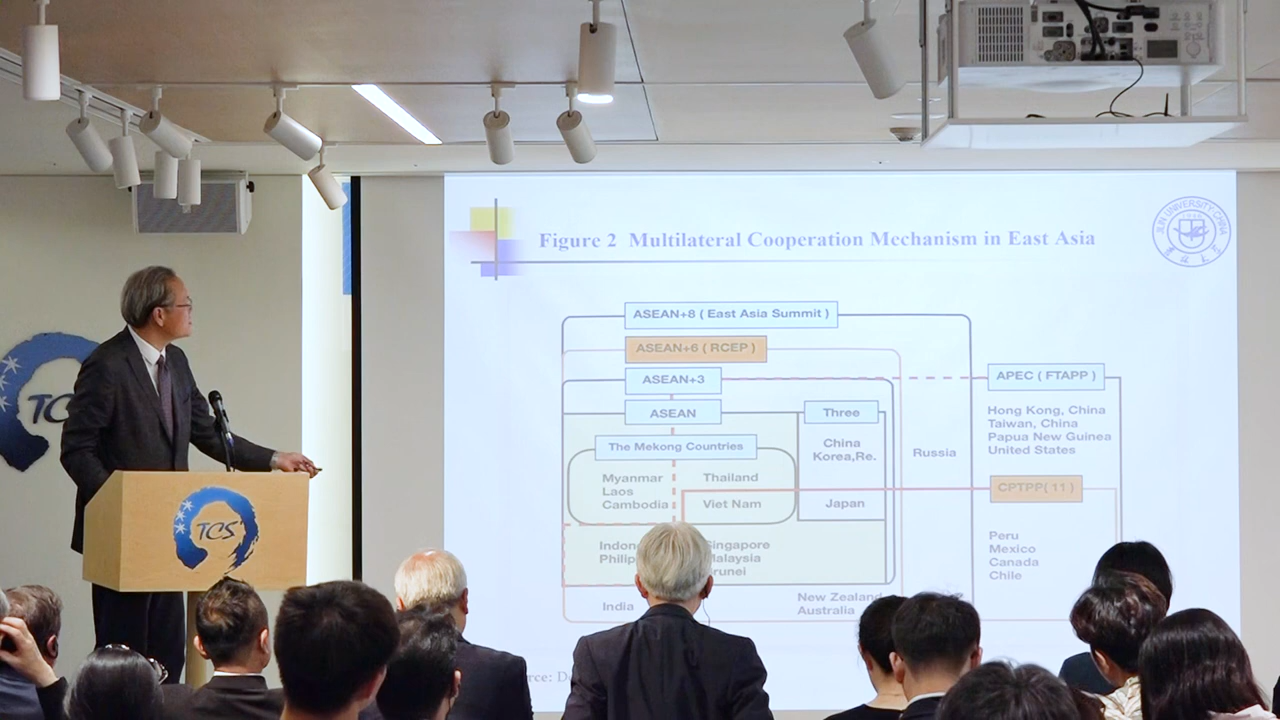 Figure 2 Multilateral Cooperation Mechanism in East Asia
JILIN UNIVERSITY CHINA
ASEAN+8 ( East Asia Summit )
ASEAN+6 ( RCEP )
ASEAN+3
APEC ( FTAPP )
ASEAN
Three
Hong Kong, China
Taiwan, China
Papua New Guinea
United States
The Mekong Countries
China
Korea,Re.
Russia
Myanmar
Thailand
Laos
Cambodia
Viet Nam
Japan
CPTPP( 11 )
Singapore
Malaysia
Peru
Mexico
Canada
Chile
India
New Zealand
Australia
TCS
TCS